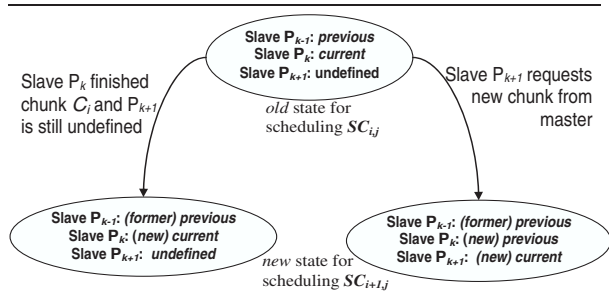 Slave P_{k-1}: previous
Slave P_k: current
Slave P_{k+1}: undefined
Slave P_k finished
chunk C_i and P_{k+1}
is still undefined
old state for
scheduling SC_{i,j}
Slave P_{k+1} requests
new chunk from
master
Slave P_{k-1}: (former) previous
Slave P_k: (new) current
Slave P_{k+1}: undefined
new state for
scheduling SC_{i+1,j}
Slave P_{k-1}: (former) previous
Slave P_k: (new) previous
Slave P_{k+1}: (new) current